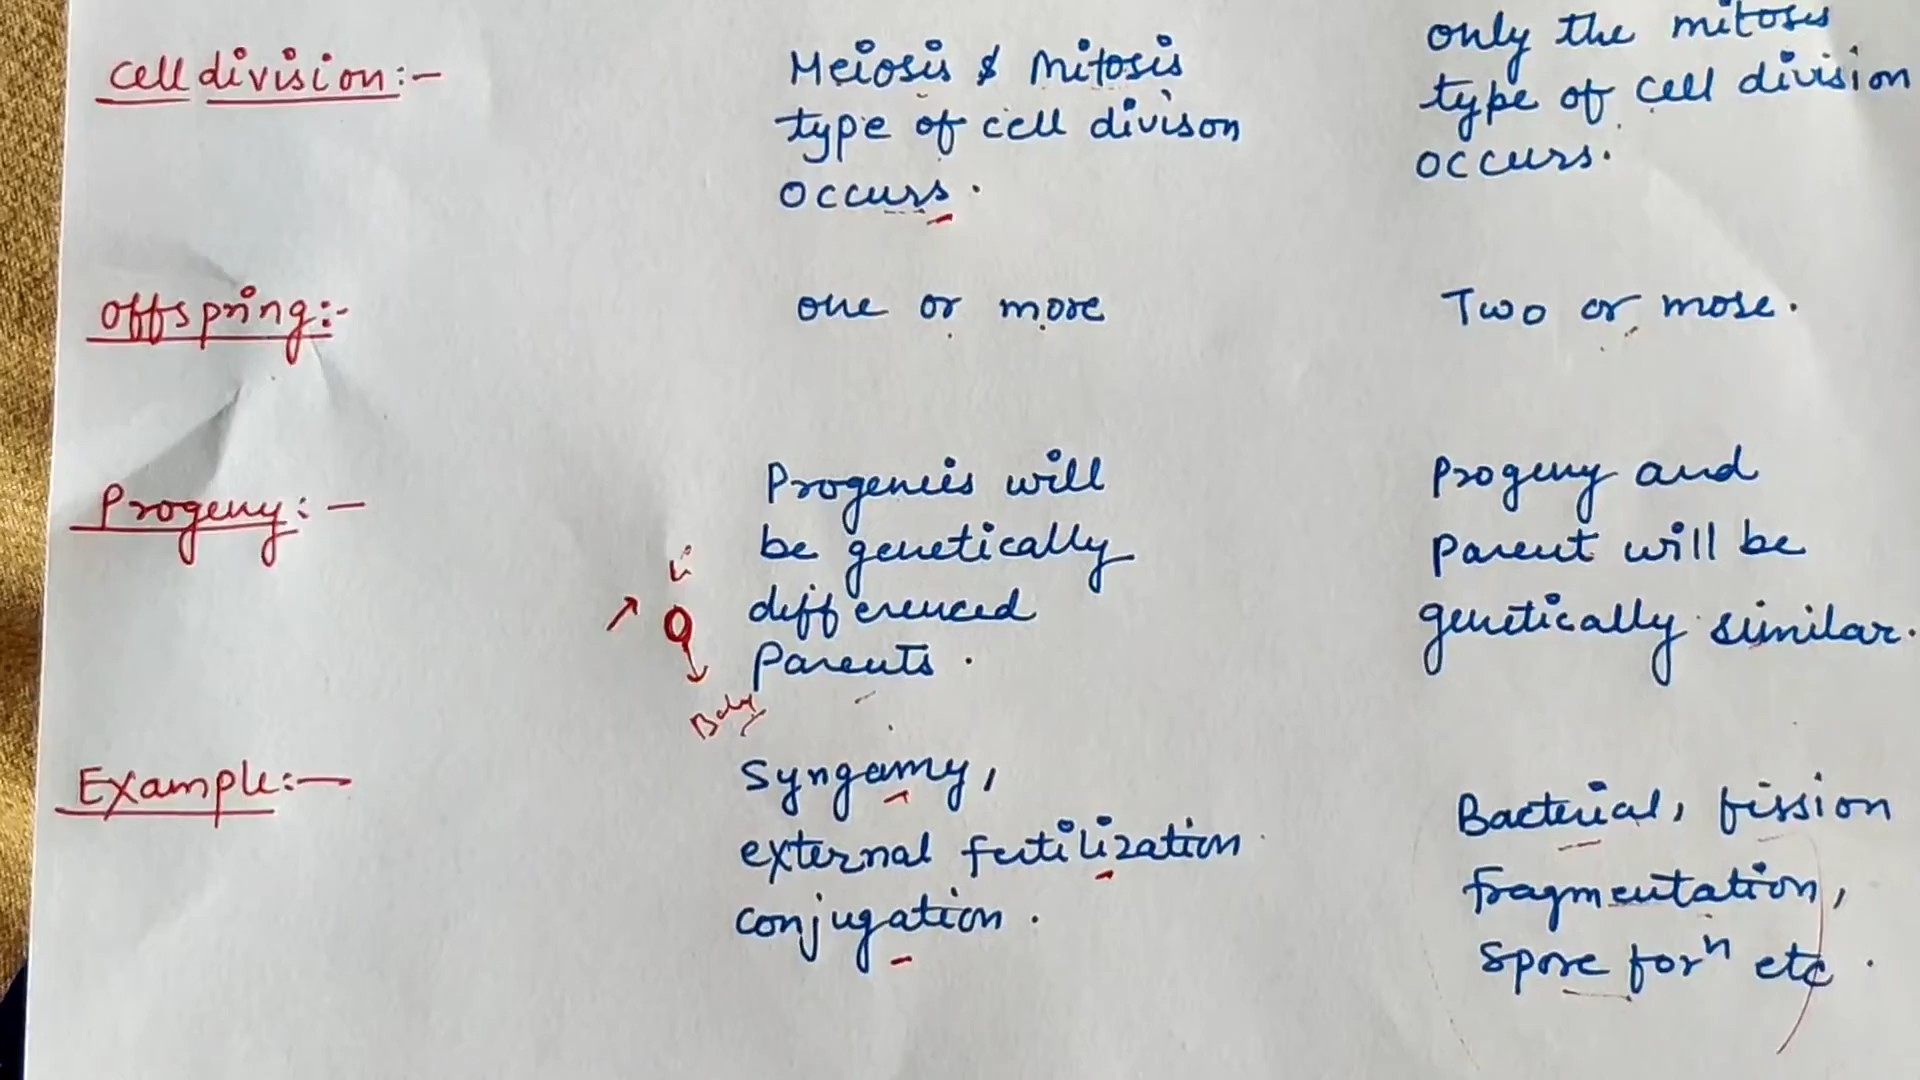 Cell division:-
Meiosis & Mitosis
type of cell divison
occurs.
only the mitosis
type of cell division
occurs.
offspring:-
one or more
Two or more.
Progeny:-
Progeneis will
be genetically
differenced
Parents.
Baby
Progeny and
parent will be
genetically similar.
Example:-
Syngamy,
external fertilization
conjugation.
Bacterial, fission
fragmentation,
Spore forⁿ etc.